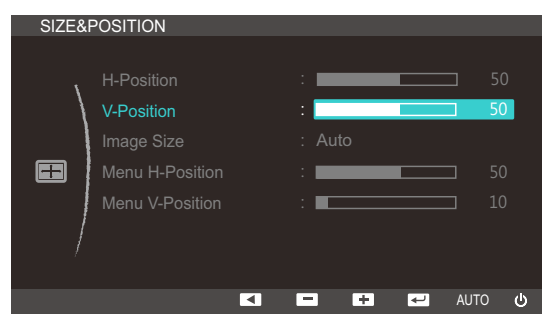 SIZE&POSITION
H-Position : 50
V-Position : 50
Image Size : Auto
Menu H-Position : 50
Menu V-Position : 10
AUTO